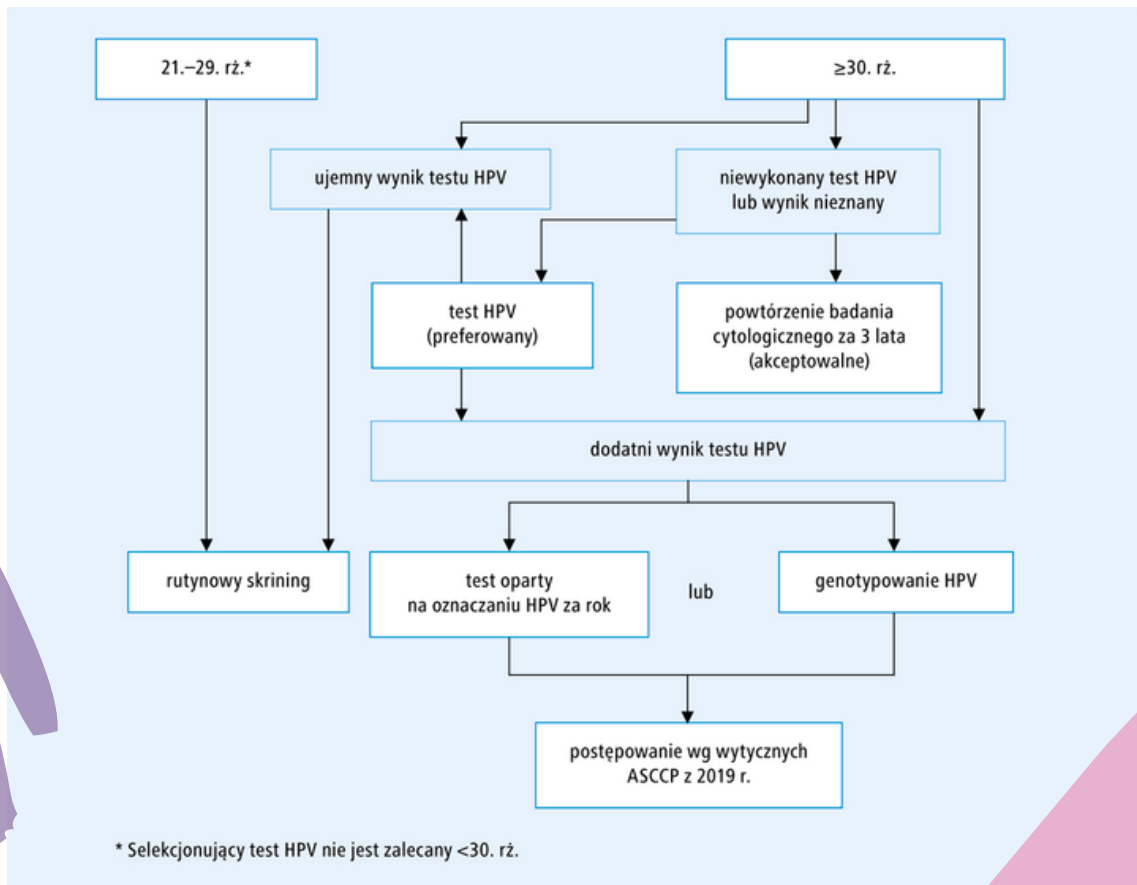 21.–29. rż.*
≥30. rż.
ujemny wynik testu HPV
niewykonany test HPV
lub wynik nieznany
test HPV
(preferowany)
powtórzenie badania
cytologicznego za 3 lata
(akceptowalne)
dodatni wynik testu HPV
rutynowy skrining
test oparty
na oznaczaniu HPV za rok
lub
genotypowanie HPV
postępowanie wg wytycznych
ASCCP z 2019 r.
* Selekcjonujący test HPV nie jest zalecany <30. rż.